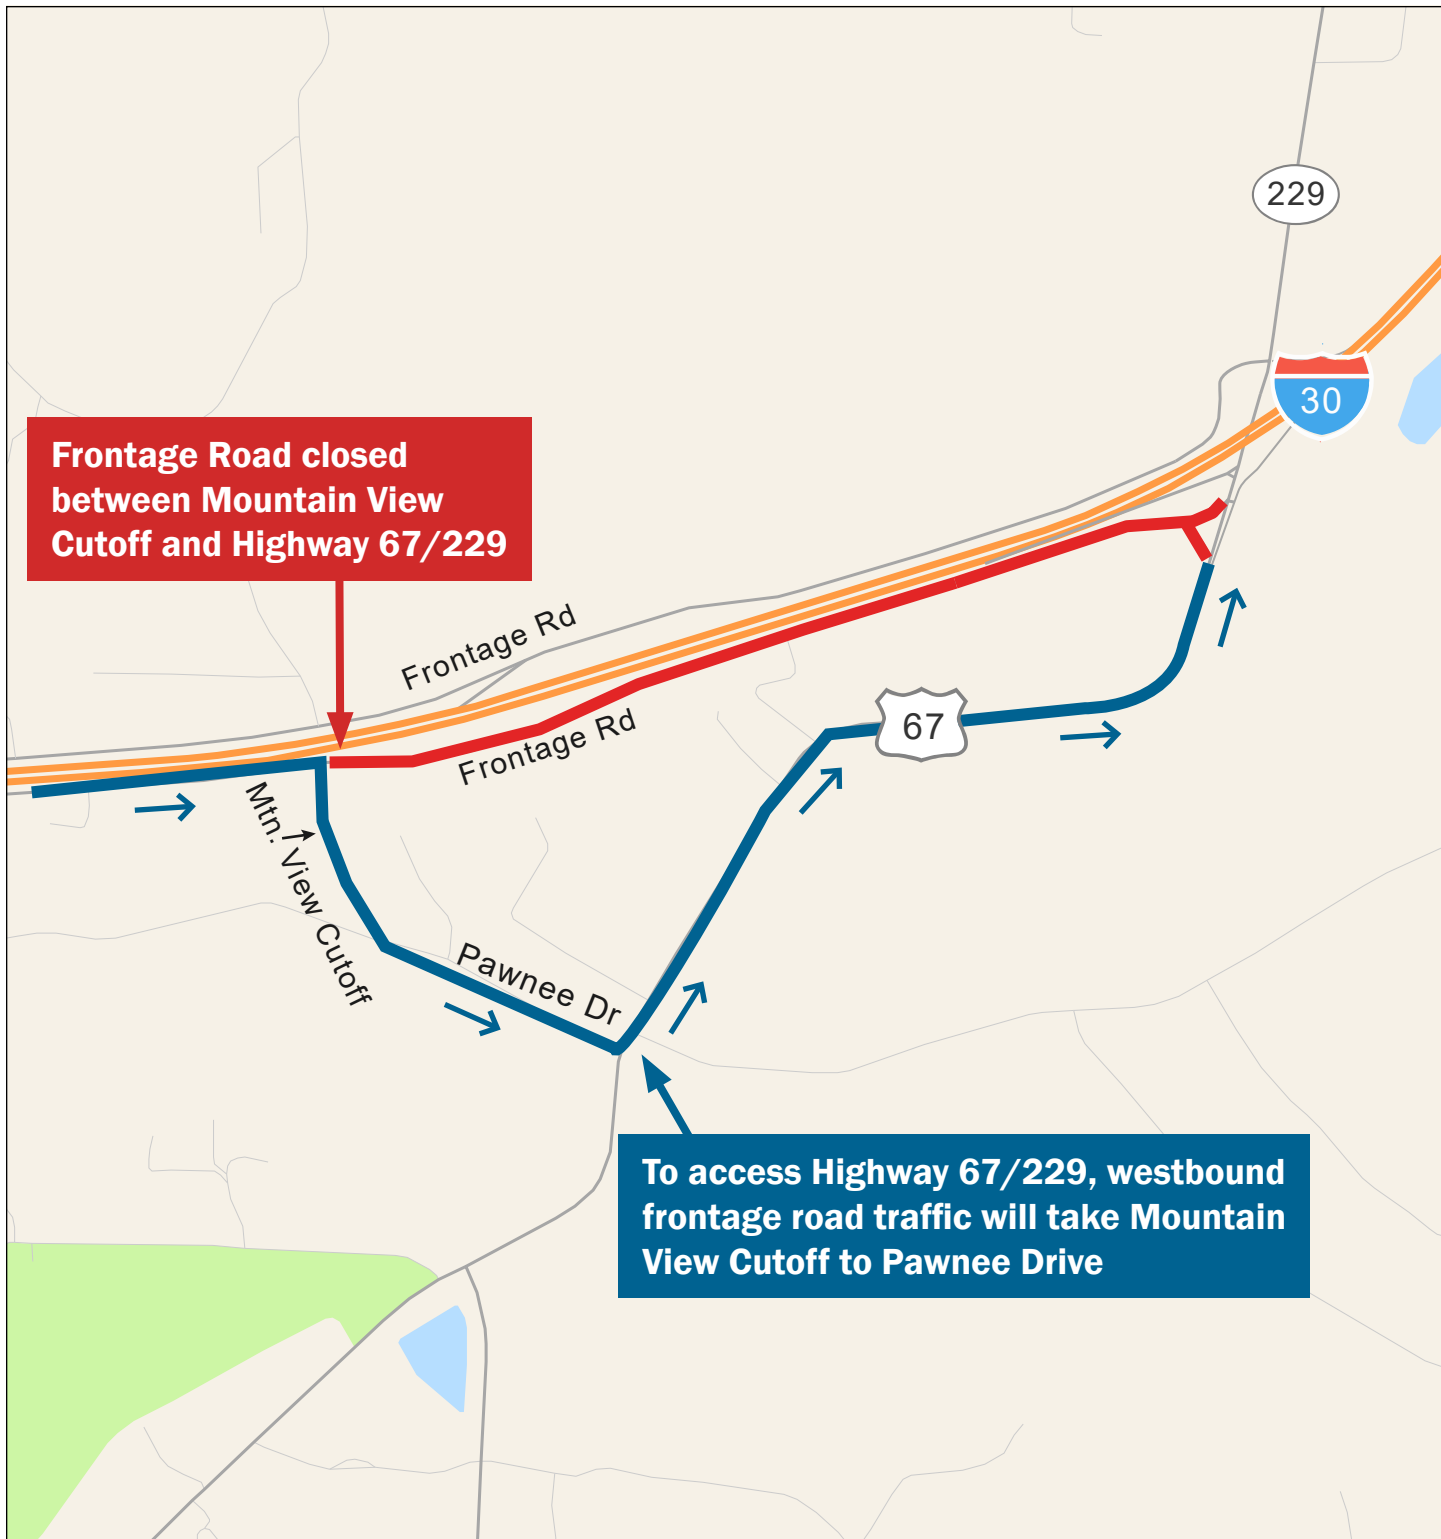 229
30
Frontage Road closed
between Mountain View
Cutoff and Highway 67/229
Frontage Rd
Frontage Rd
67
Mtn. View Cutoff
Pawnee Dr
To access Highway 67/229, westbound
frontage road traffic will take Mountain
View Cutoff to Pawnee Drive